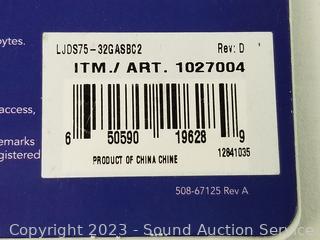 bytes.
LJDS75-32GASBC2 Rev: D
ITM./ ART. 1027004
access,
emarks
egistered
6 50590 19628 9
PRODUCT OF CHINA CHINE 12841035
508-67125 Rev A
Copyright 2023 - Sound Auction Service